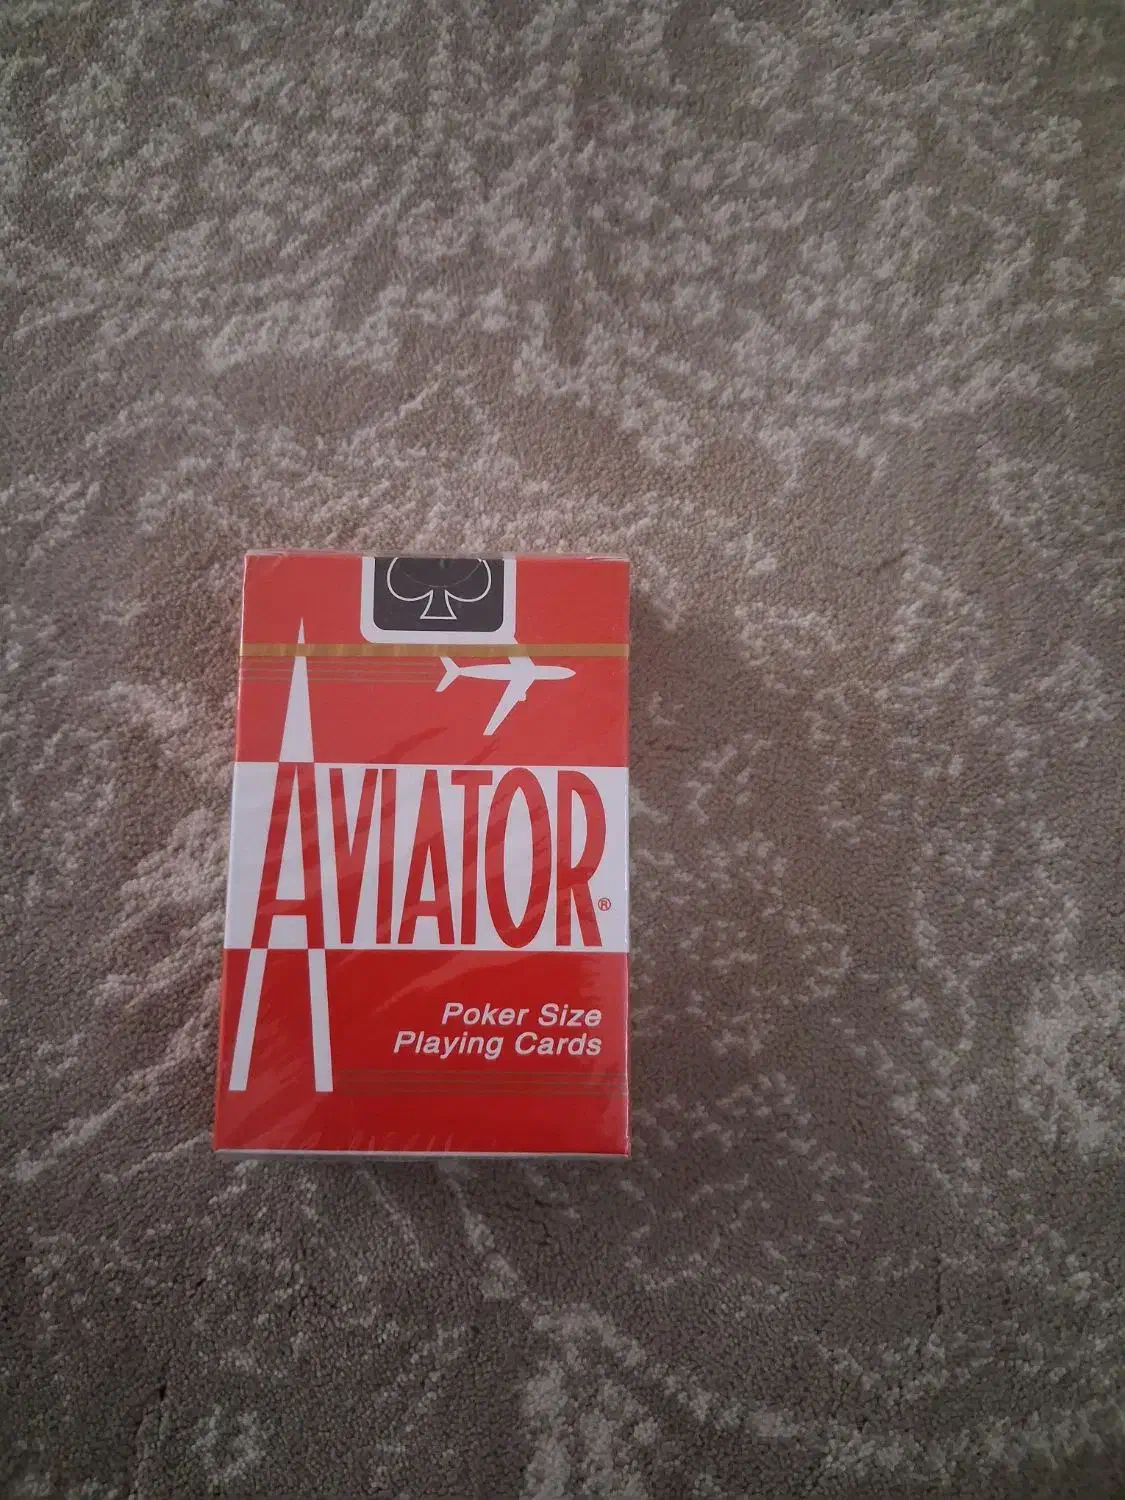 AVIATOR®
Poker Size
Playing Cards